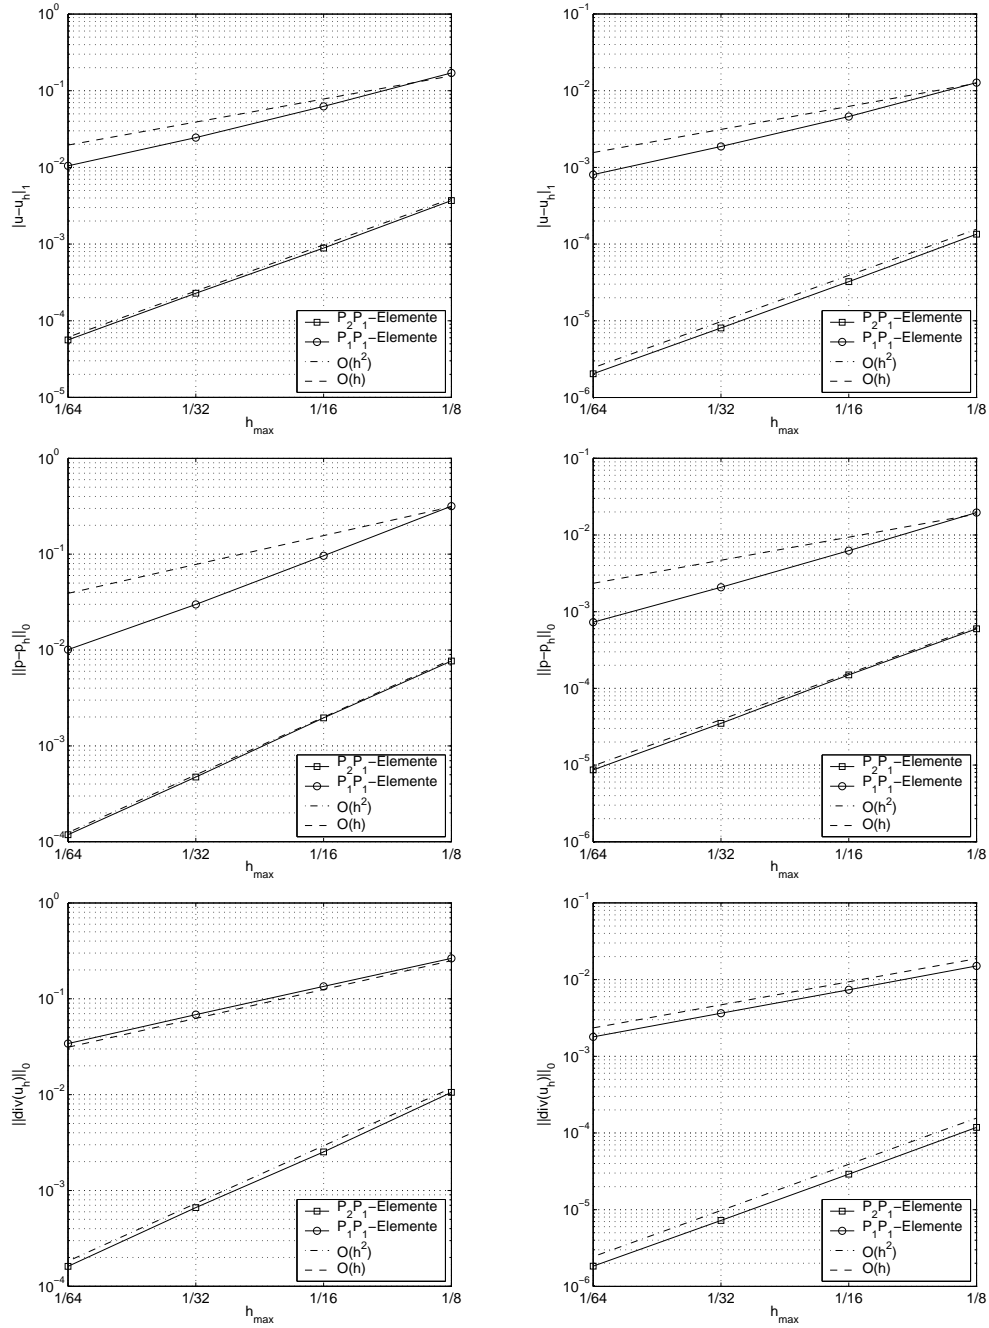 10^0
10^-1
10^-2
10^-3
10^-4
10^-5
|u-u_h|_1
1/64 1/32 1/16 1/8
h_max
P_2P_1-Elemente
P_1P_1-Elemente
O(h^2)
O(h)
10^-1
10^-2
10^-3
10^-4
10^-5
10^-6
|u-u_h|_1
1/64 1/32 1/16 1/8
h_max
P_2P_1-Elemente
P_1P_1-Elemente
O(h^2)
O(h)
10^0
10^-1
10^-2
10^-3
10^-4
||p-p_h||_0
1/64 1/32 1/16 1/8
h_max
P_2P_1-Elemente
P_1P_1-Elemente
O(h^2)
O(h)
10^-1
10^-2
10^-3
10^-4
10^-5
10^-6
||p-p_h||_0
1/64 1/32 1/16 1/8
h_max
P_2P_1-Elemente
P_1P_1-Elemente
O(h^2)
O(h)
10^0
10^-1
10^-2
10^-3
10^-4
||div(u_h)||_0
1/64 1/32 1/16 1/8
h_max
P_2P_1-Elemente
P_1P_1-Elemente
O(h^2)
O(h)
10^-1
10^-2
10^-3
10^-4
10^-5
10^-6
||div(u_h)||_0
1/64 1/32 1/16 1/8
h_max
P_2P_1-Elemente
P_1P_1-Elemente
O(h^2)
O(h)